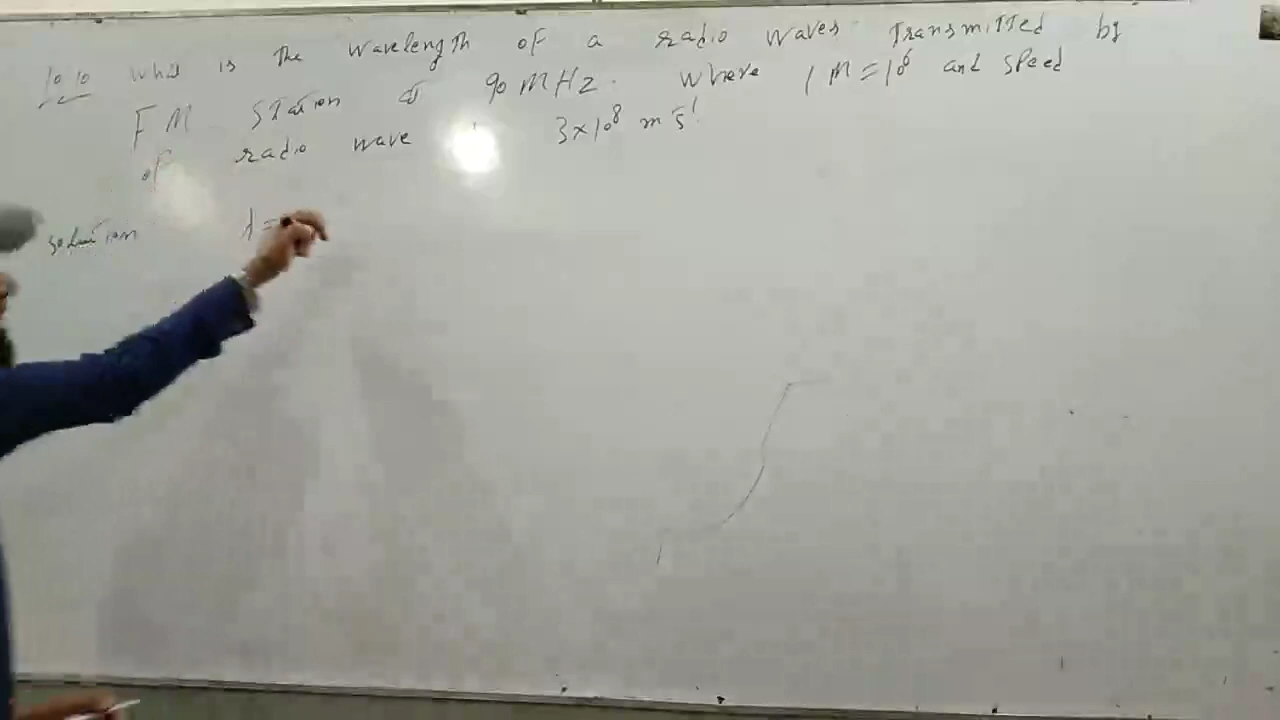 10.10 what is the wavelength of a radio waves transmitted by
FM station at 90 MHz. where 1 M = 10⁶ and speed
of radio wave 3×10⁸ ms⁻¹
solution λ =